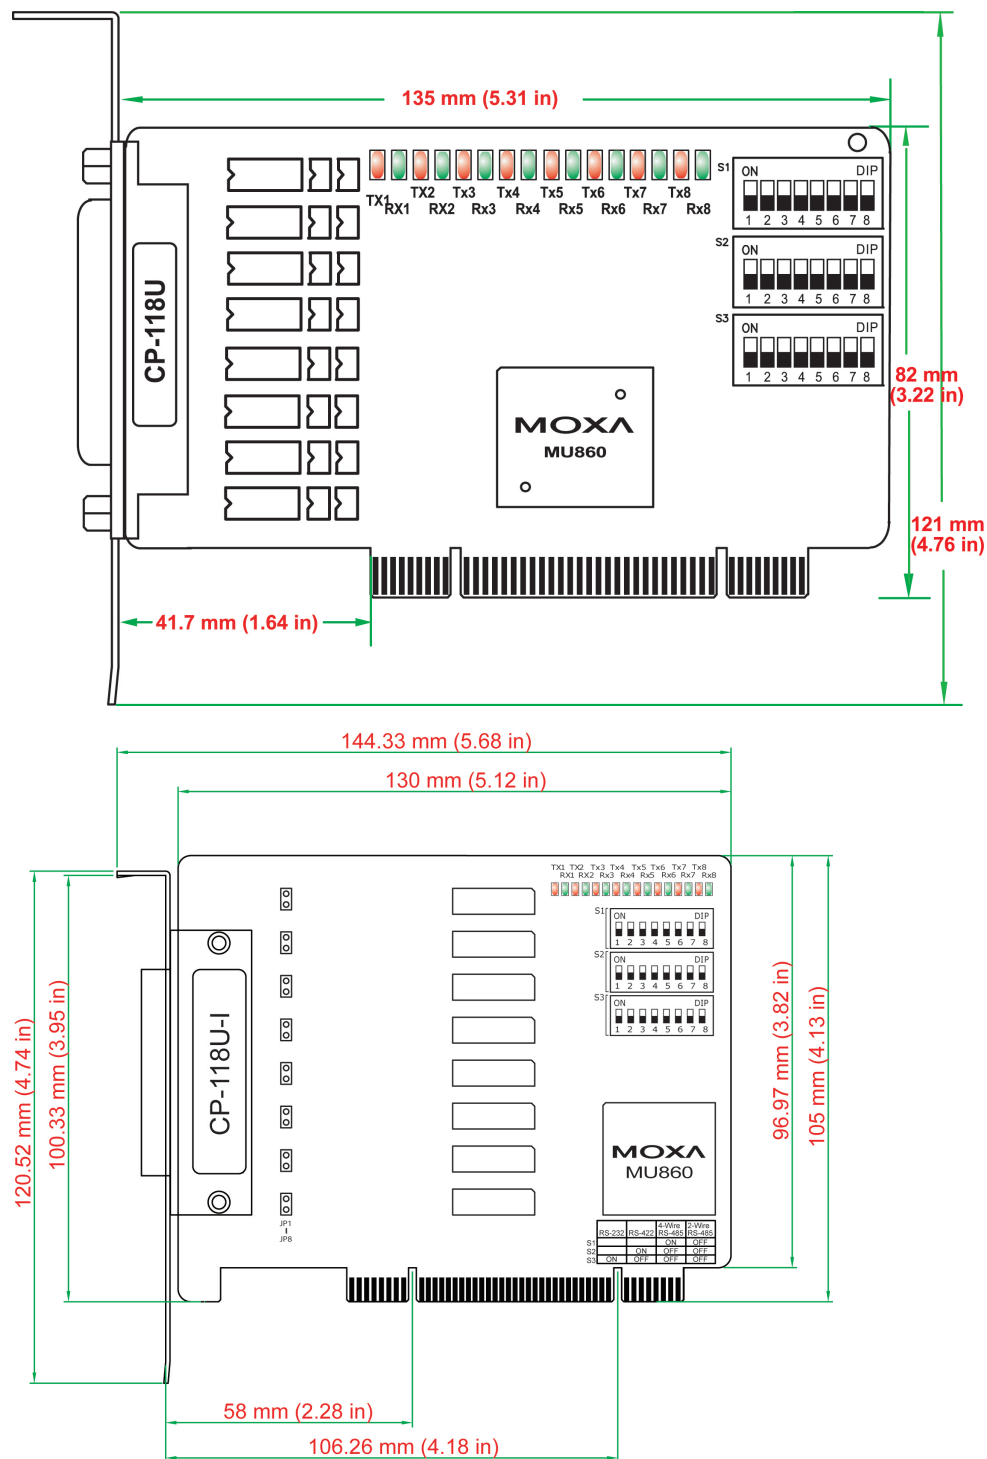 135 mm (5.31 in)
TX1 RX1 TX2 RX2 Tx3 Rx3 Tx4 Rx4 Tx5 Rx5 Tx6 Rx6 Tx7 Rx7 Tx8 Rx8
S1
ON DIP
1 2 3 4 5 6 7 8
S2
ON DIP
1 2 3 4 5 6 7 8
S3
ON DIP
1 2 3 4 5 6 7 8
CP-118U
MOXA
MU860
82 mm
(3.22 in)
121 mm
(4.76 in)
41.7 mm (1.64 in)
144.33 mm (5.68 in)
130 mm (5.12 in)
TX1 TX2 Tx3 Tx4 Tx5 Tx6 Tx7 Tx8
RX1 RX2 Rx3 Rx4 Rx5 Rx6 Rx7 Rx8
S1
ON DIP
1 2 3 4 5 6 7 8
S2
ON DIP
1 2 3 4 5 6 7 8
S3
ON DIP
1 2 3 4 5 6 7 8
120.52 mm (4.74 in)
100.33 mm (3.95 in)
CP-118U-I
96.97 mm (3.82 in)
105 mm (4.13 in)
MOXA
MU860
JP1
JP8
4-Wire 2-Wire
RS-232 RS-422 RS-485 RS-485
S1 ON OFF
S2 ON OFF OFF
S3 ON OFF OFF OFF
58 mm (2.28 in)
106.26 mm (4.18 in)